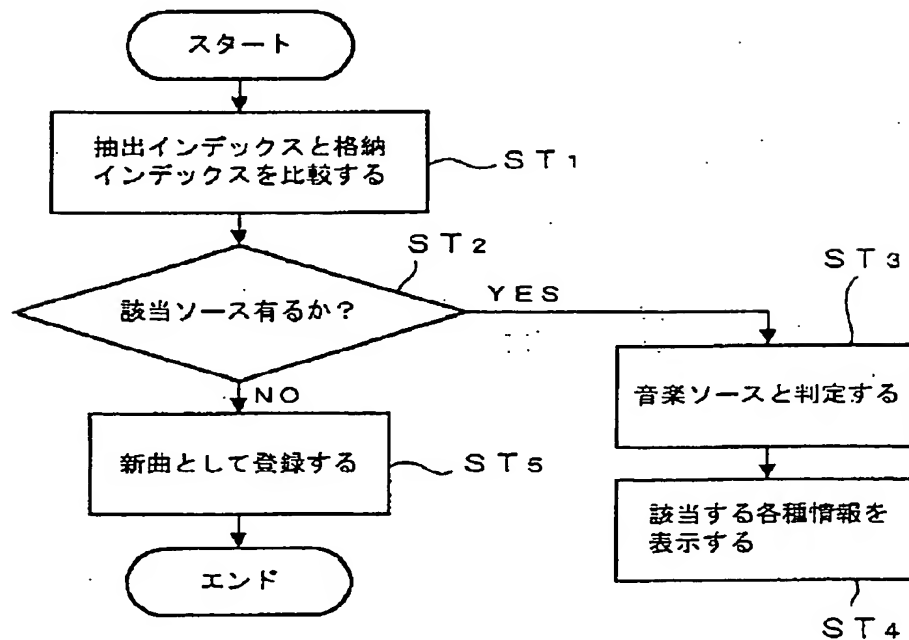 スタート
抽出インデックスと格納
インデックスを比較する
ST1
ST2
該当ソース有るか？
YES
ST3
音楽ソースと判定する
NO
新曲として登録する
ST5
該当する各種情報を
表示する
エンド
ST4